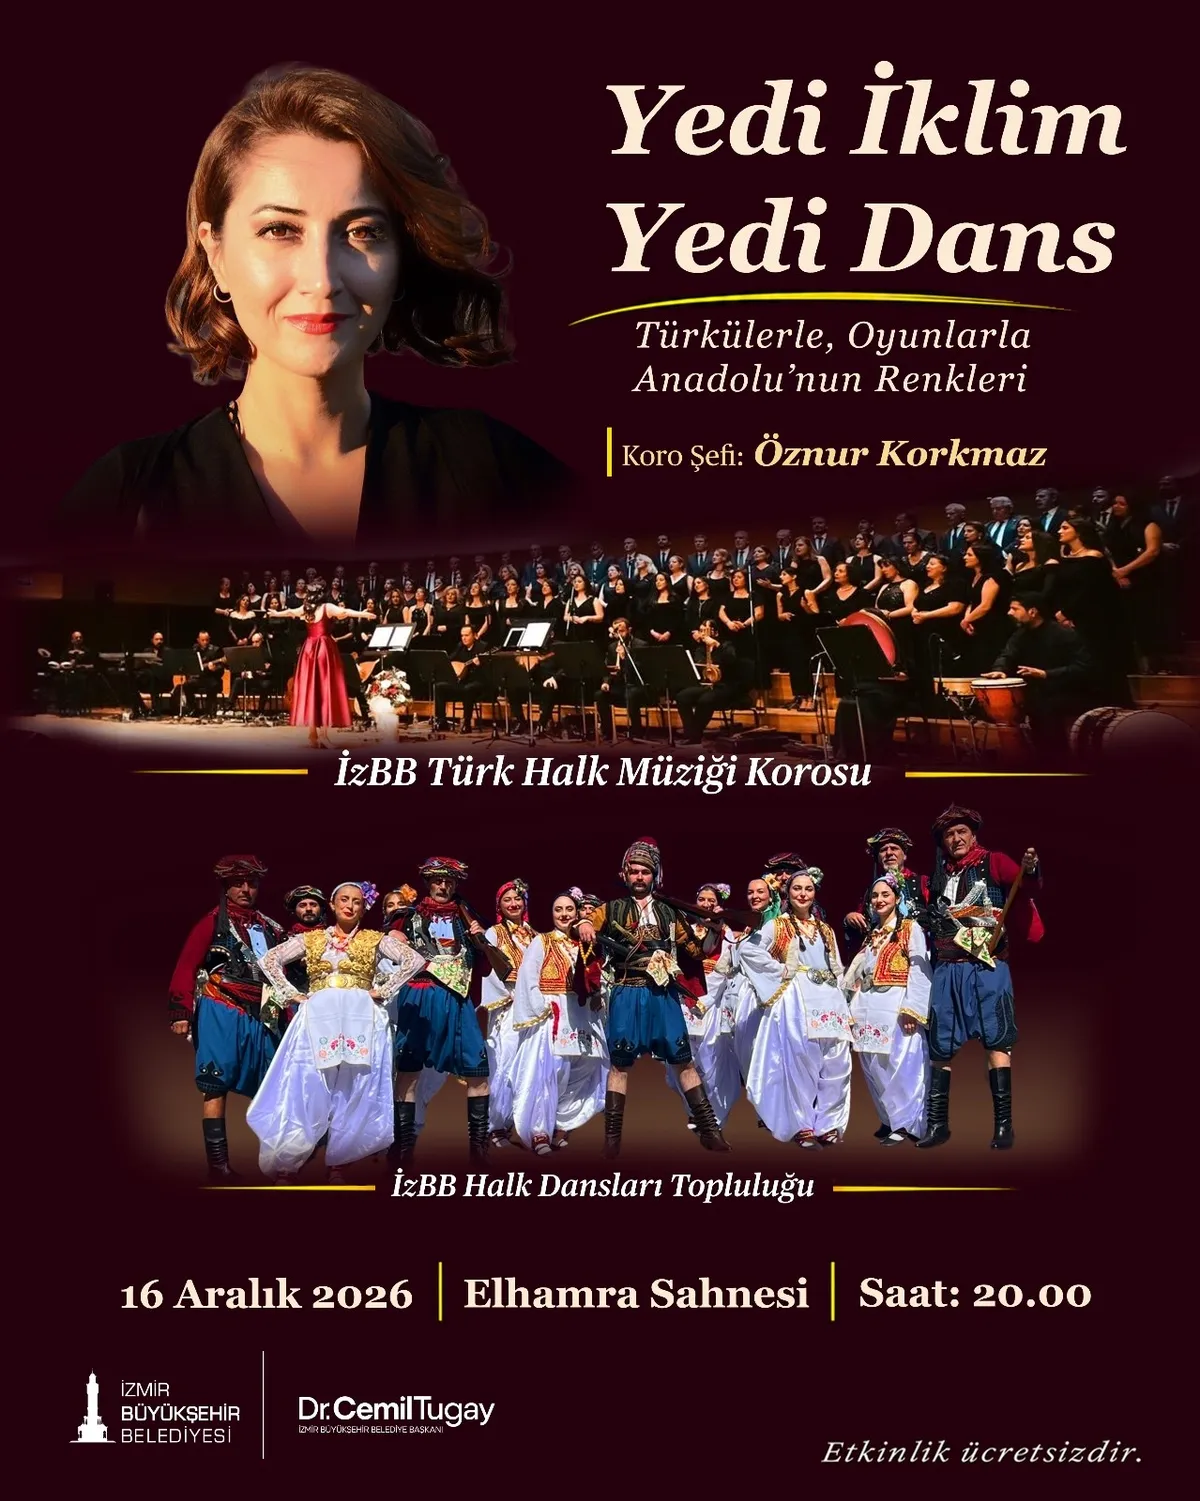 Yedi İklim
Yedi Dans
Türkülerle, Oyunlarla
Anadolu’nun Renkleri
Koro Şefi: Öznur Korkmaz
İzBB Türk Halk Müziği Korosu
İzBB Halk Dansları Topluluğu
16 Aralık 2026 | Elhamra Sahnesi | Saat: 20.00
İZMİR
BÜYÜKŞEHİR
BELEDİYESİ
Dr.CemilTugay
İZMİR BÜYÜKŞEHİR BELEDİYE BAŞKANI
Etkinlik ücretsizdir.